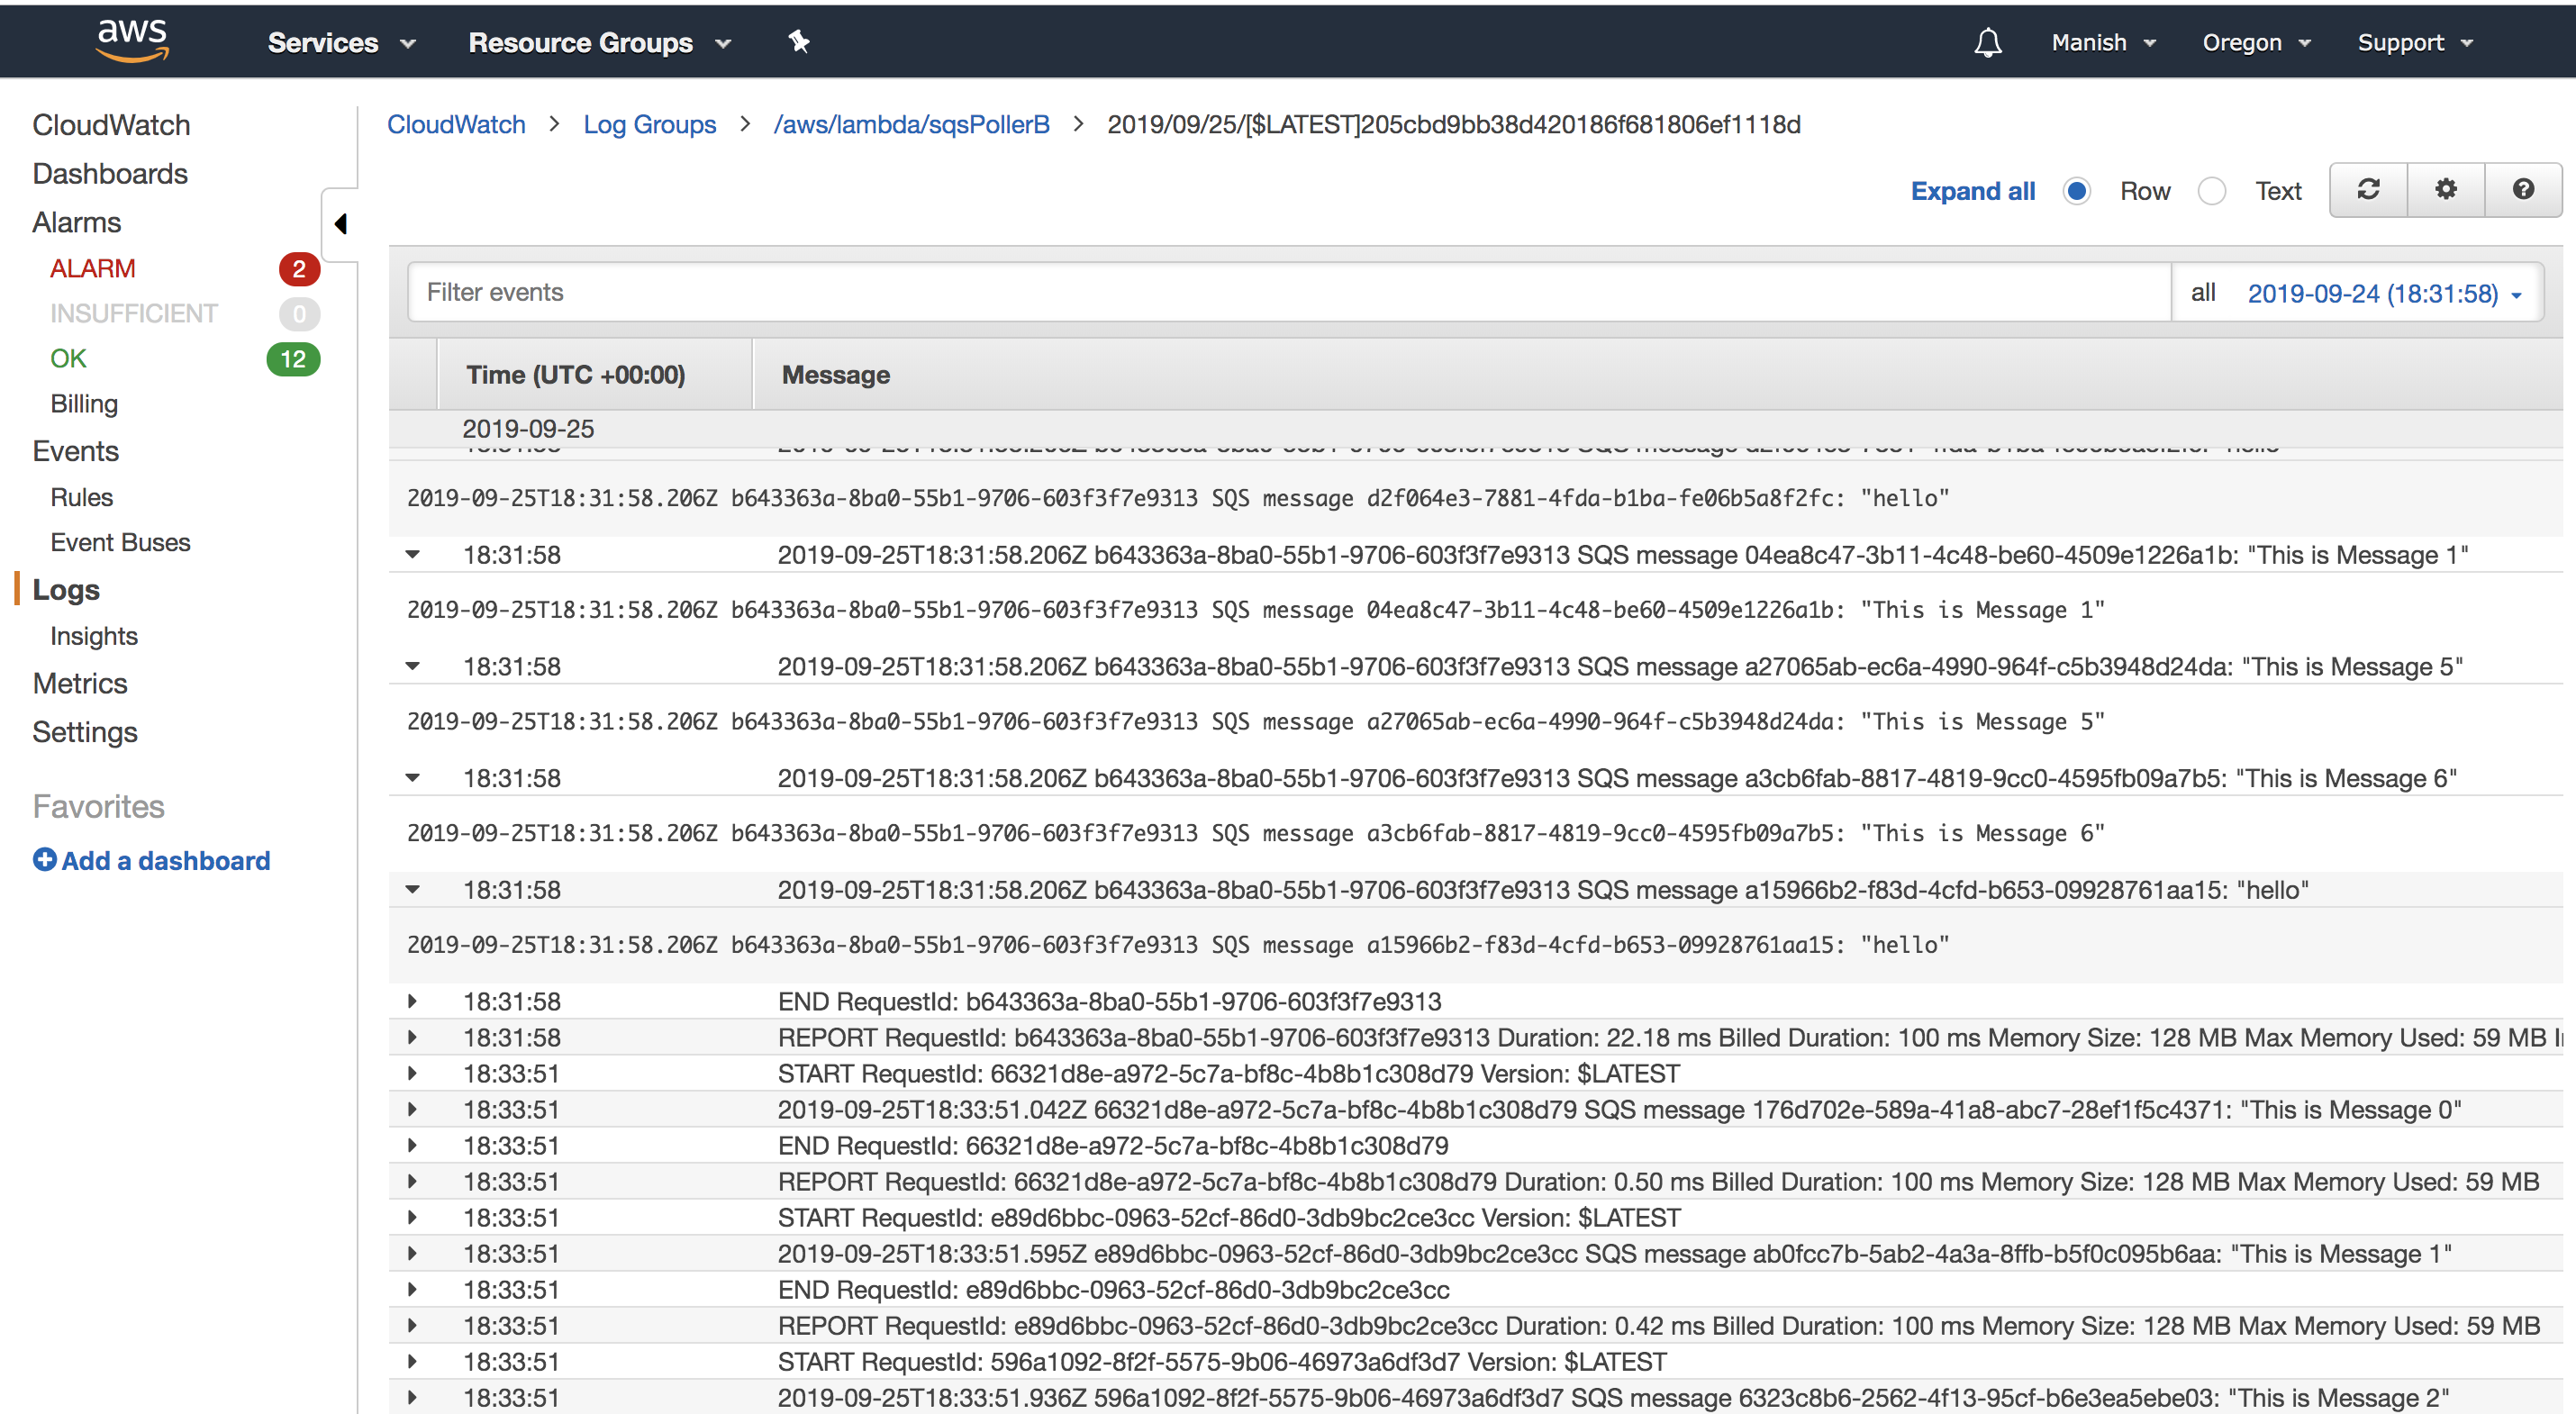 aws Services Resource Groups Manish Oregon Support
CloudWatch
Dashboards
Alarms
ALARM 2
INSUFFICIENT 0
OK 12
Billing
Events
Rules
Event Buses
Logs
Insights
Metrics
Settings
Favorites
Add a dashboard
CloudWatch > Log Groups > /aws/lambda/sqsPollerB > 2019/09/25/[$LATEST]205cbd9bb38d420186f681806ef1118d
Expand all Row Text
Filter events all 2019-09-24 (18:31:58)
Time (UTC +00:00) Message
2019-09-25
2019-09-25T18:31:58.206Z b643363a-8ba0-55b1-9706-603f3f7e9313 SQS message d2f064e3-7881-4fda-b1ba-fe06b5a8f2fc: "hello"
18:31:58 2019-09-25T18:31:58.206Z b643363a-8ba0-55b1-9706-603f3f7e9313 SQS message 04ea8c47-3b11-4c48-be60-4509e1226a1b: "This is Message 1"
2019-09-25T18:31:58.206Z b643363a-8ba0-55b1-9706-603f3f7e9313 SQS message 04ea8c47-3b11-4c48-be60-4509e1226a1b: "This is Message 1"
18:31:58 2019-09-25T18:31:58.206Z b643363a-8ba0-55b1-9706-603f3f7e9313 SQS message a27065ab-ec6a-4990-964f-c5b3948d24da: "This is Message 5"
2019-09-25T18:31:58.206Z b643363a-8ba0-55b1-9706-603f3f7e9313 SQS message a27065ab-ec6a-4990-964f-c5b3948d24da: "This is Message 5"
18:31:58 2019-09-25T18:31:58.206Z b643363a-8ba0-55b1-9706-603f3f7e9313 SQS message a3cb6fab-8817-4819-9cc0-4595fb09a7b5: "This is Message 6"
2019-09-25T18:31:58.206Z b643363a-8ba0-55b1-9706-603f3f7e9313 SQS message a3cb6fab-8817-4819-9cc0-4595fb09a7b5: "This is Message 6"
18:31:58 2019-09-25T18:31:58.206Z b643363a-8ba0-55b1-9706-603f3f7e9313 SQS message a15966b2-f83d-4cfd-b653-09928761aa15: "hello"
2019-09-25T18:31:58.206Z b643363a-8ba0-55b1-9706-603f3f7e9313 SQS message a15966b2-f83d-4cfd-b653-09928761aa15: "hello"
18:31:58 END RequestId: b643363a-8ba0-55b1-9706-603f3f7e9313
18:31:58 REPORT RequestId: b643363a-8ba0-55b1-9706-603f3f7e9313 Duration: 22.18 ms Billed Duration: 100 ms Memory Size: 128 MB Max Memory Used: 59 MB
18:33:51 START RequestId: 66321d8e-a972-5c7a-bf8c-4b8b1c308d79 Version: $LATEST
18:33:51 2019-09-25T18:33:51.042Z 66321d8e-a972-5c7a-bf8c-4b8b1c308d79 SQS message 176d702e-589a-41a8-abc7-28ef1f5c4371: "This is Message 0"
18:33:51 END RequestId: 66321d8e-a972-5c7a-bf8c-4b8b1c308d79
18:33:51 REPORT RequestId: 66321d8e-a972-5c7a-bf8c-4b8b1c308d79 Duration: 0.50 ms Billed Duration: 100 ms Memory Size: 128 MB Max Memory Used: 59 MB
18:33:51 START RequestId: e89d6bbc-0963-52cf-86d0-3db9bc2ce3cc Version: $LATEST
18:33:51 2019-09-25T18:33:51.595Z e89d6bbc-0963-52cf-86d0-3db9bc2ce3cc SQS message ab0fcc7b-5ab2-4a3a-8ffb-b5f0c095b6aa: "This is Message 1"
18:33:51 END RequestId: e89d6bbc-0963-52cf-86d0-3db9bc2ce3cc
18:33:51 REPORT RequestId: e89d6bbc-0963-52cf-86d0-3db9bc2ce3cc Duration: 0.42 ms Billed Duration: 100 ms Memory Size: 128 MB Max Memory Used: 59 MB
18:33:51 START RequestId: 596a1092-8f2f-5575-9b06-46973a6df3d7 Version: $LATEST
18:33:51 2019-09-25T18:33:51.936Z 596a1092-8f2f-5575-9b06-46973a6df3d7 SQS message 6323c8b6-2562-4f13-95cf-b6e3ea5ebe03: "This is Message 2"